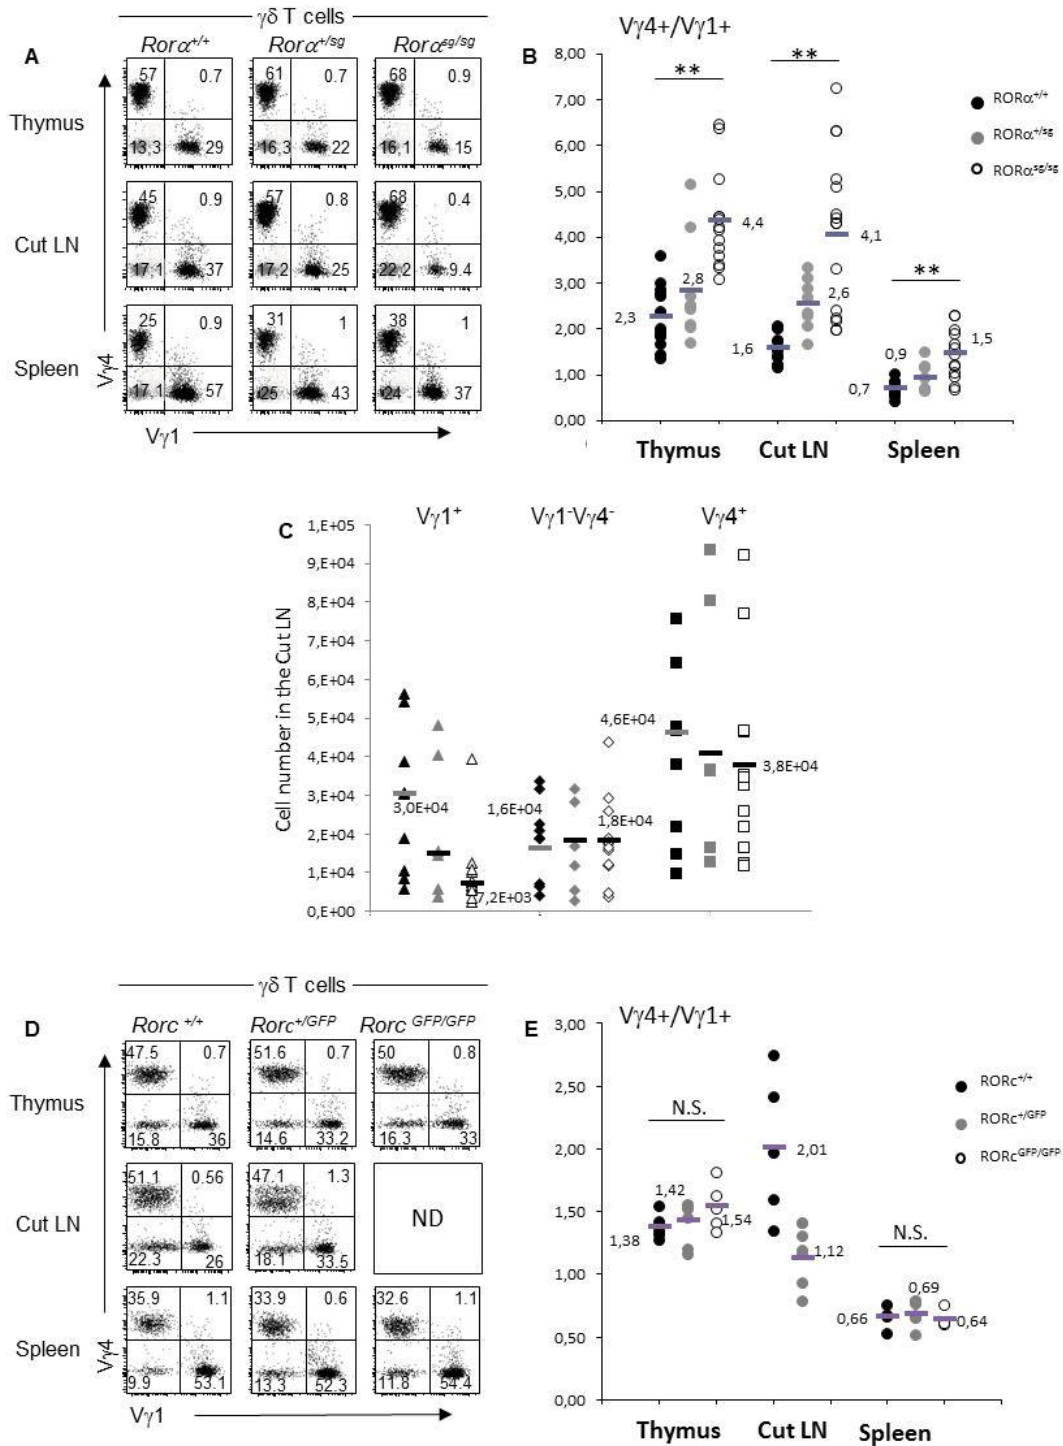 γδ T cells
A
Rorα+/+ Rorα+/sg Rorαsg/sg
Thymus
57 0.7 13,3 29
61 0.7 16,3 22
68 0.9 16,1 15
Cut LN
45 0.9 17,1 37
57 0.8 17,2 25
68 0.4 22,2 9.4
Spleen
25 0.9 17,1 57
31 1 25 43
38 1 24 37
Vγ4
Vγ1
B
Vγ4+/Vγ1+
8,00
7,00
6,00
5,00
4,00
3,00
2,00
1,00
0,00
** ** **
2,3 2,8 4,4
1,6 2,6 4,1
0,7 0,9 1,5
RORα+/+
RORα+/sg
RORαsg/sg
Thymus Cut LN Spleen
C
Vγ1+ Vγ1-Vγ4- Vγ4+
Cell number in the Cut LN
1,E+05
9,E+04
8,E+04
7,E+04
6,E+04
5,E+04
4,E+04
3,E+04
2,E+04
1,E+04
0,E+00
3,0E+04 7,2E+03
1,6E+04 1,8E+04
4,6E+04 3,8E+04
γδ T cells
D
Rorc +/+ Rorc+/GFP Rorc GFP/GFP
Thymus
47.5 0.7 15.8 36
51.6 0.7 14.6 33.2
50 0.8 16.3 33
Cut LN
51.1 0.56 22.3 26
47.1 1.3 18.1 33.5
ND
Spleen
35.9 1.1 9.9 53.1
33.9 0.6 13.3 52.3
32.6 1.1 11.8 54.4
Vγ4
Vγ1
E
Vγ4+/Vγ1+
3,00
2,50
2,00
1,50
1,00
0,50
0,00
N.S. N.S.
1,38 1,42 1,54
2,01 1,12
0,66 0,69 0,64
RORc+/+
RORc+/GFP
RORcGFP/GFP
Thymus Cut LN Spleen